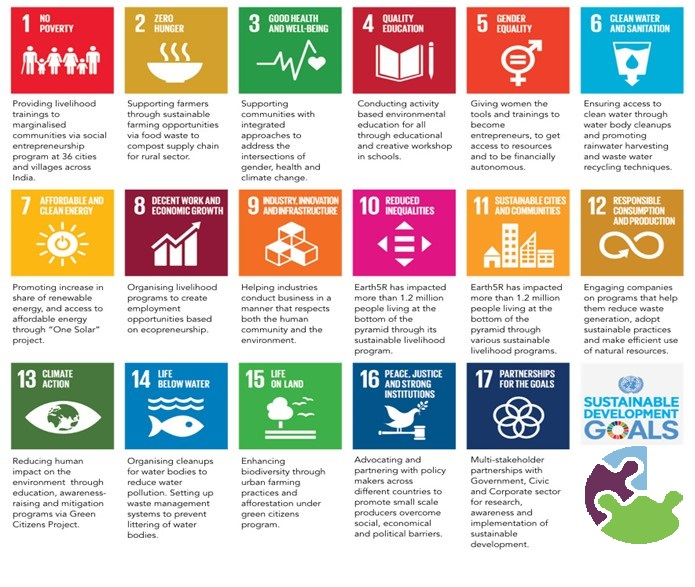 1 NO
POVERTY
Providing livelihood
trainings to
marginalised
communities via social
entrepreneurship
program at 36 cities
and villages across
India.
2 ZERO
HUNGER
Supporting farmers
through sustainable
farming opportunities
via food waste to
compost supply chain
for rural sector.
3 GOOD HEALTH
AND WELL-BEING
Supporting
communities with
integrated
approaches to
address the
intersections of
gender, health and
climate change.
4 QUALITY
EDUCATION
Conducting activity
based environmental
education for all
through educational
and creative workshop
in schools.
5 GENDER
EQUALITY
Giving women the
tools and trainings to
become
entrepreneurs, to get
access to resources
and to be financially
autonomous.
6 CLEAN WATER
AND SANITATION
Ensuring access to
clean water through
water body cleanups
and promoting
rainwater harvesting
and waste water
recycling techniques.
7 AFFORDABLE AND
CLEAN ENERGY
Promoting increase in
share of renewable
energy, and access to
affordable energy
through "One Solar"
project.
8 DECENT WORK AND
ECONOMIC GROWTH
Organising livelihood
programs to create
employment
opportunities based
on ecopreneurship.
9 INDUSTRY, INNOVATION
AND INFRASTRUCTURE
Helping industries
conduct business in a
manner that respects
both the human
community and the
environment.
10 REDUCED
INEQUALITIES
Earth5R has impacted
more than 1.2 million
people living at the
bottom of the
pyramid through its
sustainable livelihood
program.
11 SUSTAINABLE CITIES
AND COMMUNITIES
Earth5R has impacted
more than 1.2 million
people living at the
bottom of the
pyramid through
various sustainable
livelihood programs.
12 RESPONSIBLE
CONSUMPTION
AND PRODUCTION
Engaging companies
on programs that help
them reduce waste
generation, adopt
sustainable practices
and make efficient use
of natural resources.
13 CLIMATE
ACTION
Reducing human
impact on the
environment through
education, awareness-
raising and mitigation
programs via Green
Citizens Project.
14 LIFE
BELOW WATER
Organising cleanups
for water bodies to
reduce water
pollution. Setting up
waste management
systems to prevent
littering of water
bodies.
15 LIFE
ON LAND
Enhancing
biodiversity through
urban farming
practices and
afforestation under
green citizens
program.
16 PEACE, JUSTICE
AND STRONG
INSTITUTIONS
Advocating and
partnering with policy
makers across
different countries to
promote small scale
producers overcome
social, economical
and political barriers.
17 PARTNERSHIPS
FOR THE GOALS
Multi-stakeholder
partnerships with
Government, Civic
and Corporate sector
for research,
awareness and
implementation of
sustainable
development.
SUSTAINABLE
DEVELOPMENT
GOALS